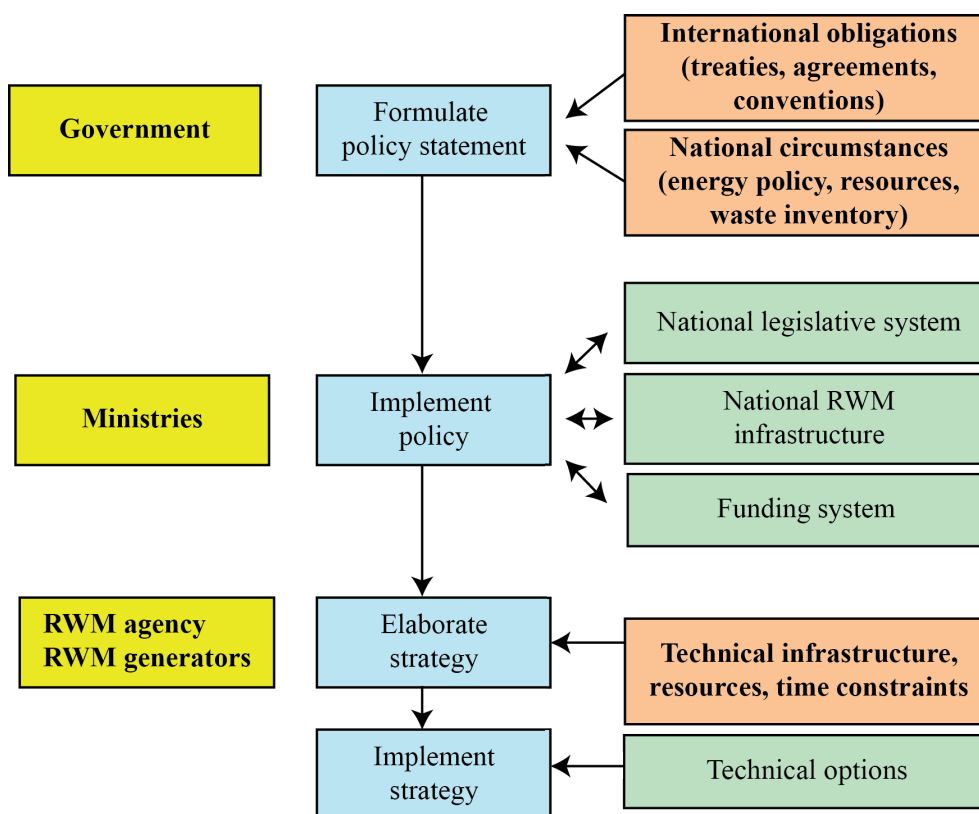 Government
Formulate
policy statement
International obligations
(treaties, agreements,
conventions)
National circumstances
(energy policy, resources,
waste inventory)
Ministries
Implement
policy
National legislative system
National RWM
infrastructure
Funding system
RWM agency
RWM generators
Elaborate
strategy
Technical infrastructure,
resources, time constraints
Implement
strategy
Technical options